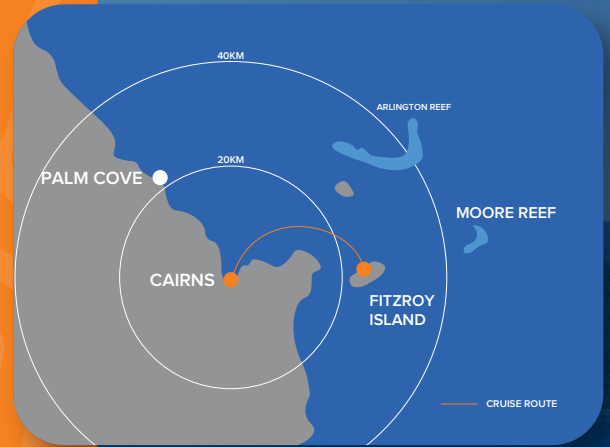 40KM
ARLINGTON REEF
20KM
PALM COVE
MOORE REEF
CAIRNS
FITZROY
ISLAND
CRUISE ROUTE